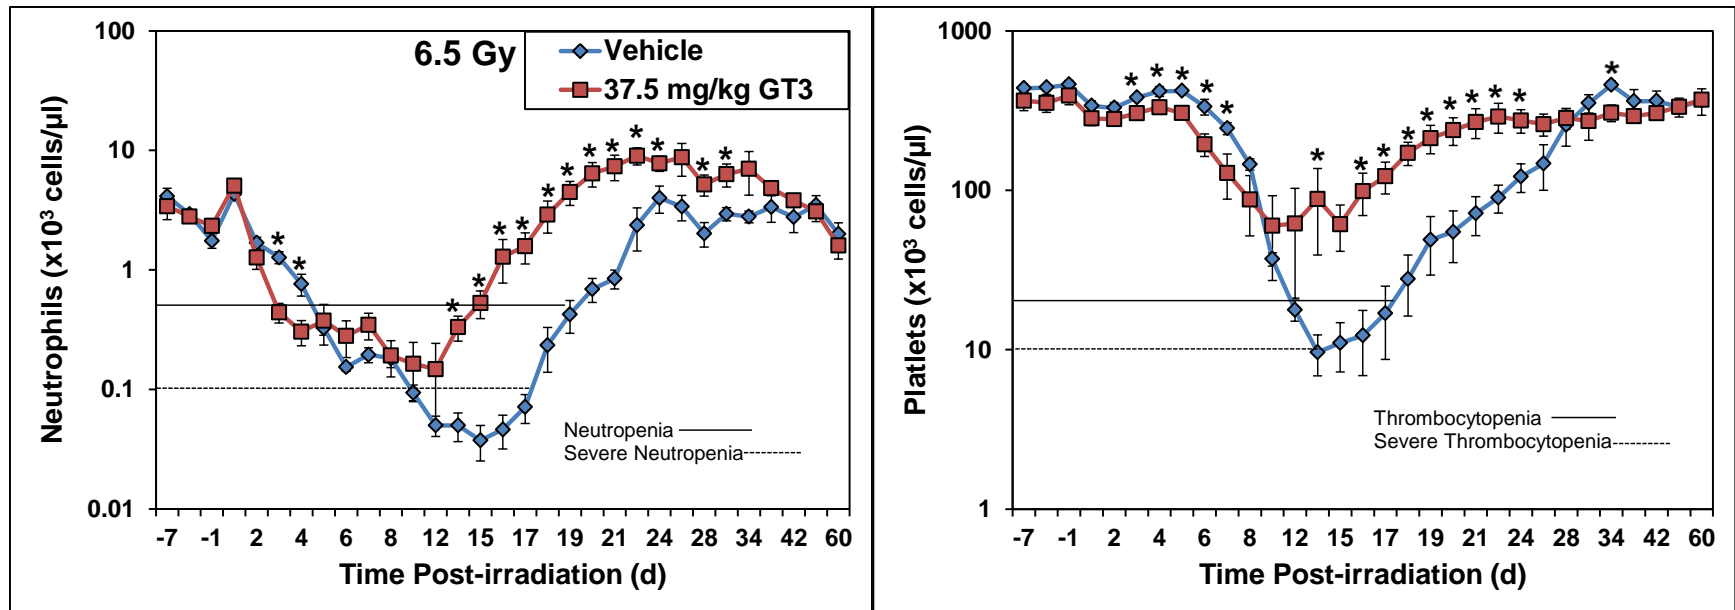 6.5 Gy
Vehicle
37.5 mg/kg GT3
Neutrophils (x10³ cells/µl)
100
10
1
0.1
0.01
* * * * * * * * * * * * * * * *
Neutropenia
Severe Neutropenia
-7 -1 2 4 6 8 12 15 17 19 21 24 28 34 42 60
Time Post-irradiation (d)
Platelets (x10³ cells/µl)
1000
100
10
1
* * * * * * * * * * * * * * *
Thrombocytopenia
Severe Thrombocytopenia
-7 -1 2 4 6 8 12 15 17 19 21 24 28 34 42 60
Time Post-irradiation (d)